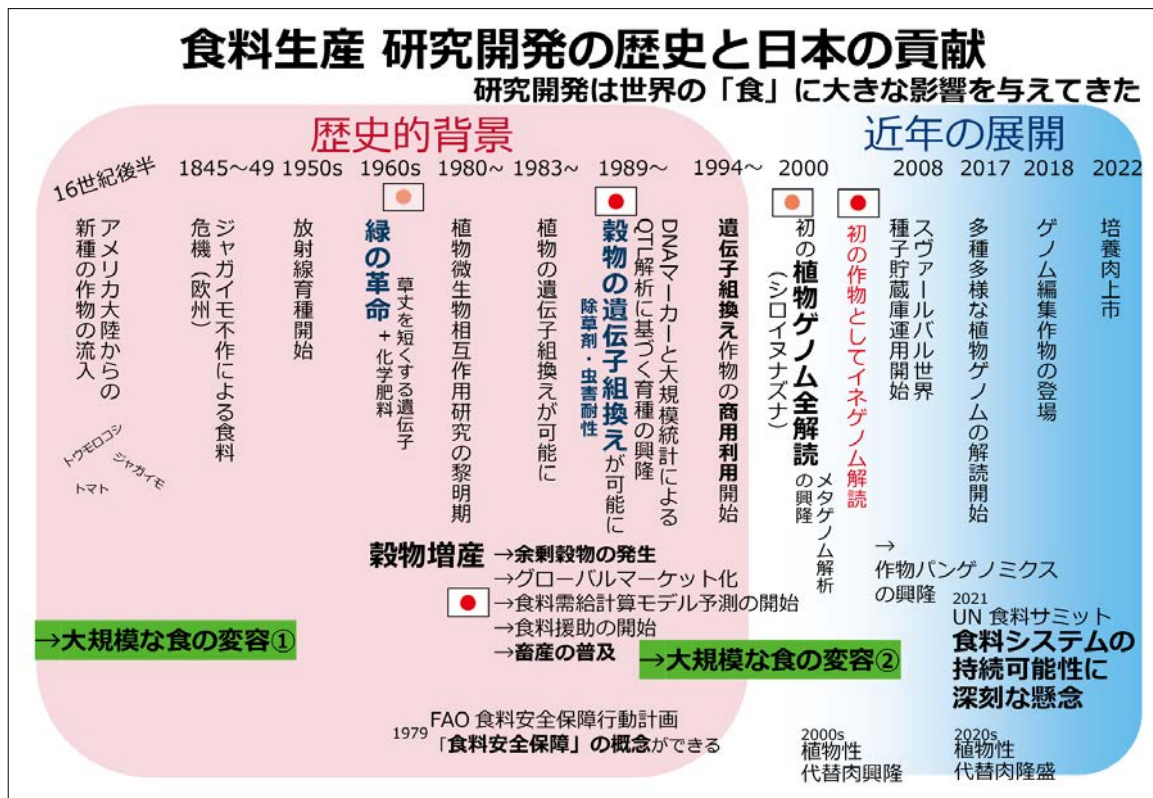 食料生産 研究開発の歴史と日本の貢献
研究開発は世界の「食」に大きな影響を与えてきた
歴史的背景
近年の展開
16世紀後半
アメリカ大陸からの
新種の作物の流入
トウモロコシ
ジャガイモ
トマト
1845～49
ジャガイモ不作による食料
危機（欧州）
1950s
放射線育種開始
1960s
緑の革命
草丈を短くする遺伝子
+化学肥料
1980~
植物微生物相互作用研究の黎明期
1983~
植物の遺伝子組換えが可能に
1989～
DNAマーカーと大規模統計による
QTL解析に基づく育種の興隆
穀物の遺伝子組換えが可能に
除草剤・虫害耐性
1994～
遺伝子組換え作物の商用利用開始
2000
初の植物ゲノム全解読
（シロイヌナズナ）
メタゲノム解析
の興隆
初の作物としてイネゲノム解読
2008
スヴァールバル世界
種子貯蔵庫運用開始
2017
多種多様な植物ゲノムの解読開始
2018
ゲノム編集作物の登場
2022
培養肉上市
穀物増産
→余剰穀物の発生
→グローバルマーケット化
→食料需給計算モデル予測の開始
→食料援助の開始
→畜産の普及
→
作物パンゲノミクス
の興隆
→大規模な食の変容①
→大規模な食の変容②
2021
UN 食料サミット
食料システムの
持続可能性に
深刻な懸念
1979 FAO 食料安全保障行動計画
「食料安全保障」の概念ができる
2000s
植物性
代替肉興隆
2020s
植物性
代替肉隆盛